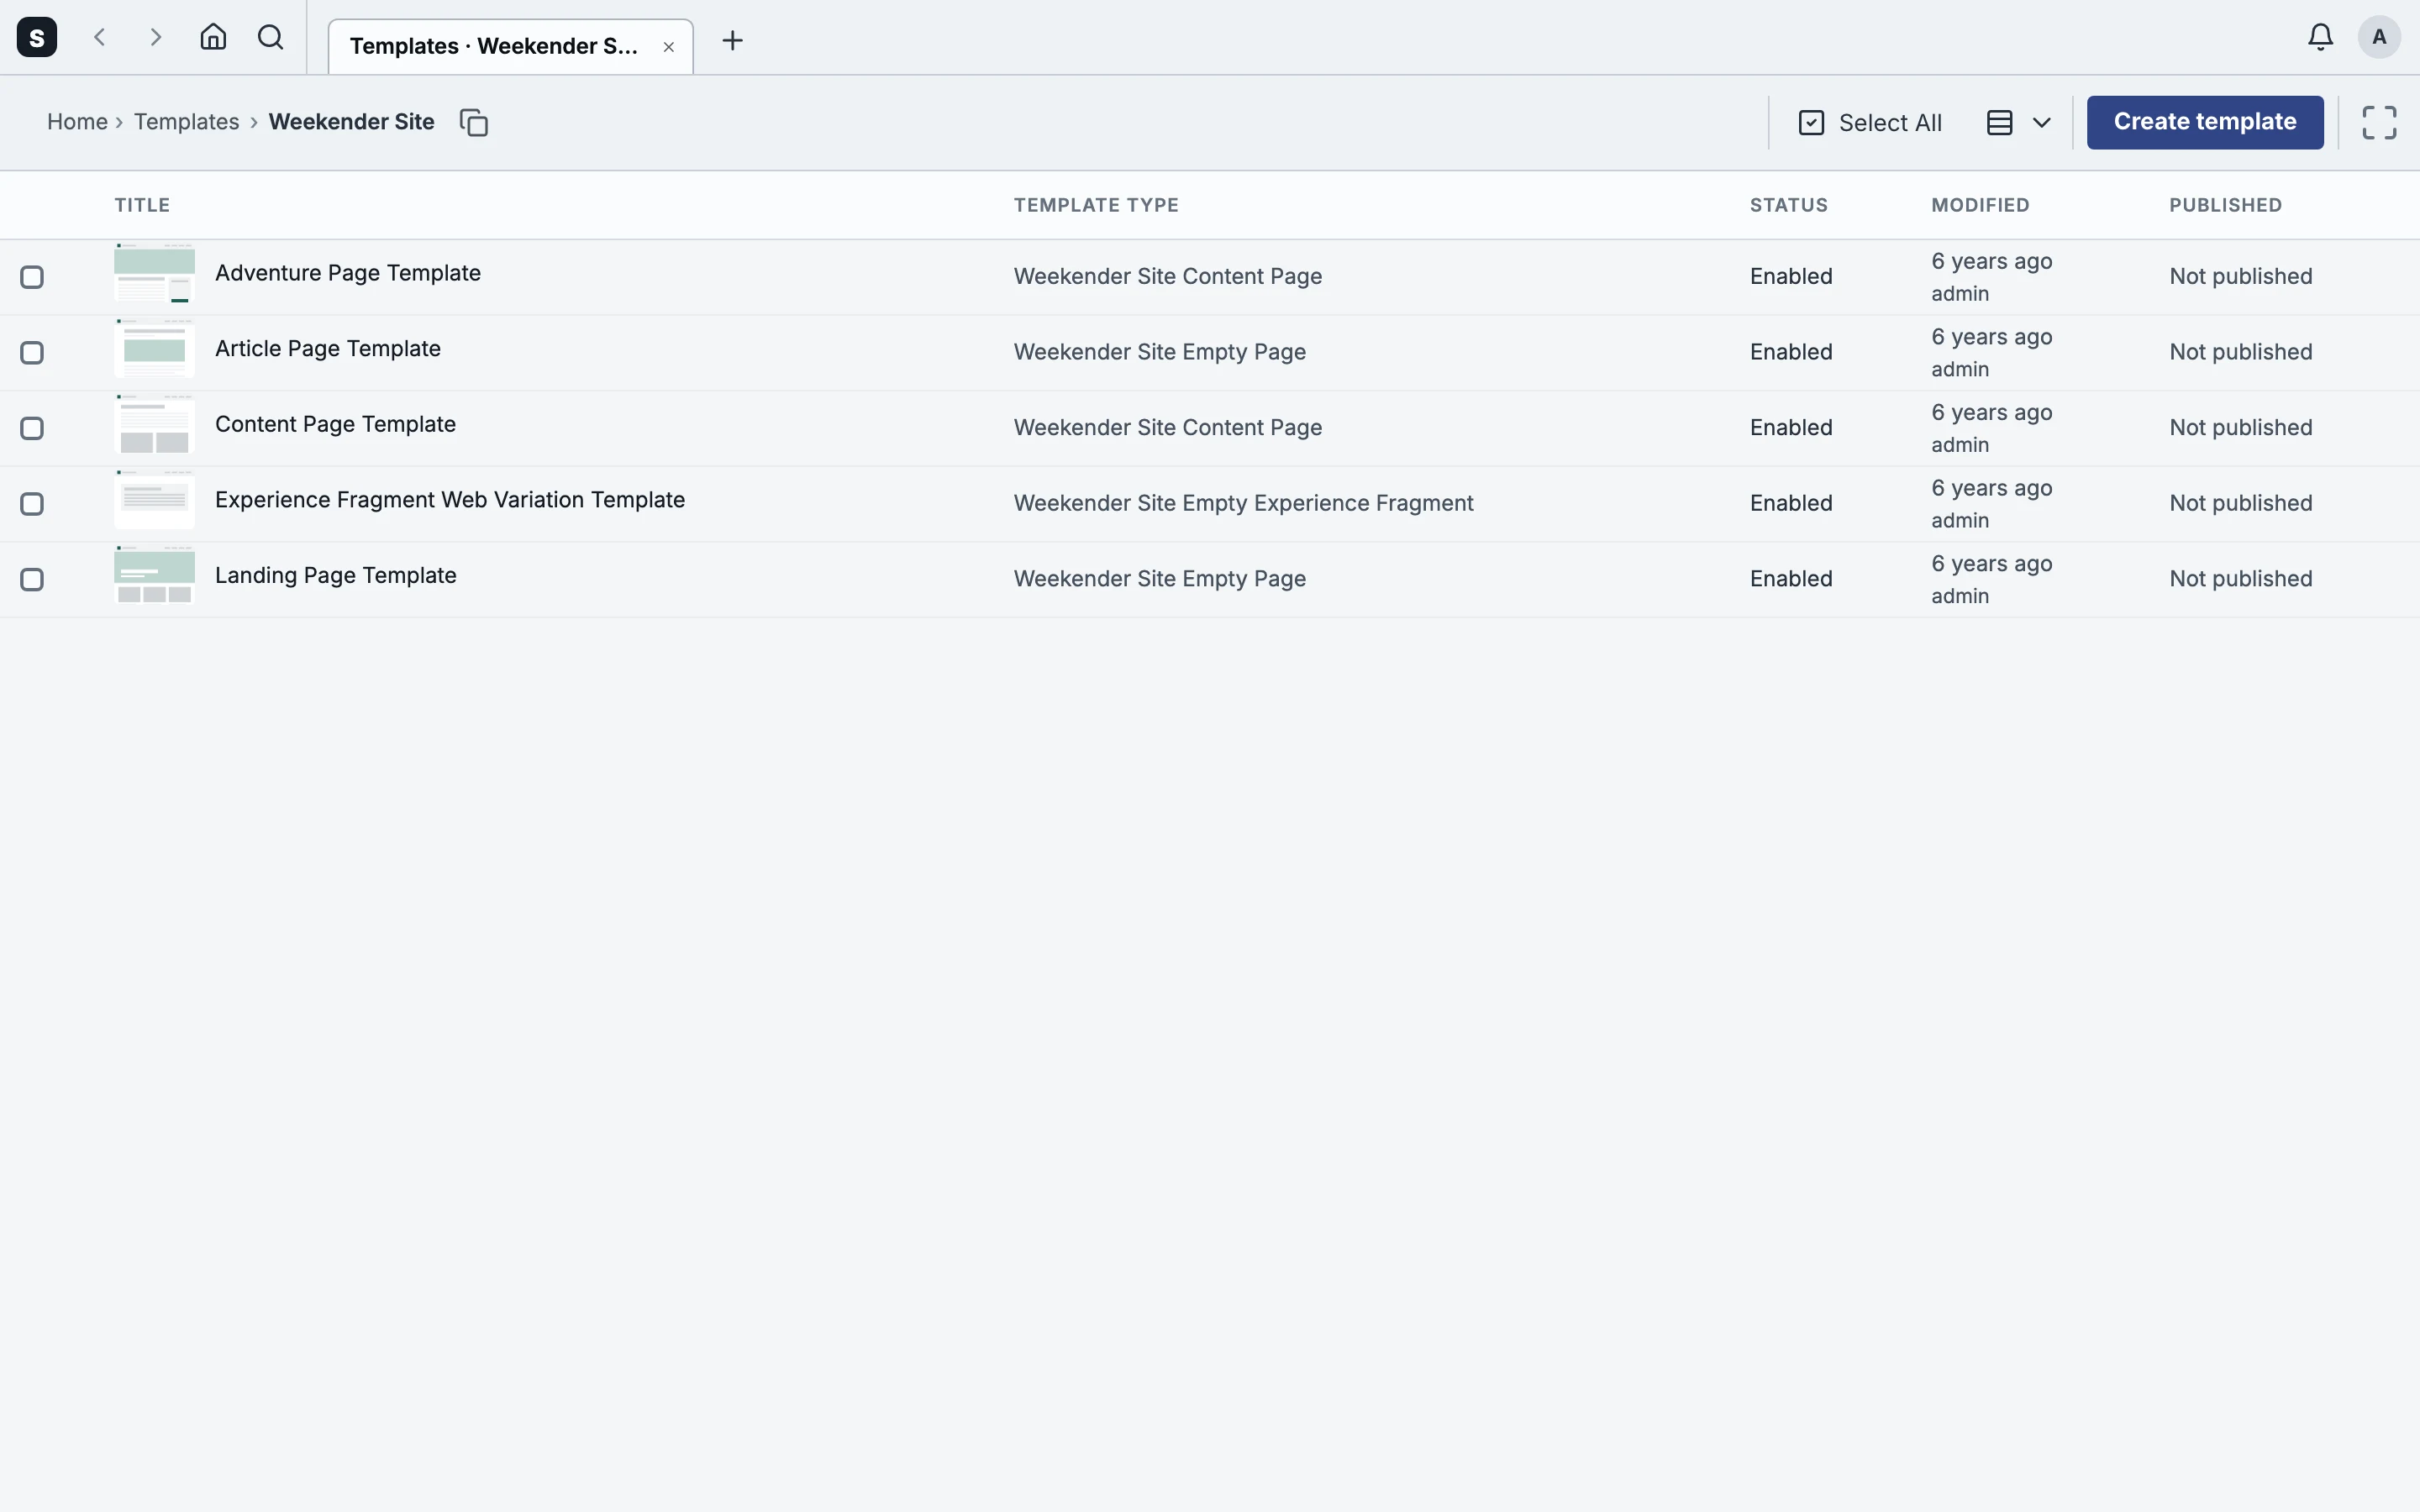 S
Templates · Weekender S...
A
Home › Templates › Weekender Site
Select All
Create template
TITLE TEMPLATE TYPE STATUS MODIFIED PUBLISHED
Adventure Page Template Weekender Site Content Page Enabled 6 years ago Not published
admin
Article Page Template Weekender Site Empty Page Enabled 6 years ago Not published
admin
Content Page Template Weekender Site Content Page Enabled 6 years ago Not published
admin
Experience Fragment Web Variation Template Weekender Site Empty Experience Fragment Enabled 6 years ago Not published
admin
Landing Page Template Weekender Site Empty Page Enabled 6 years ago Not published
admin